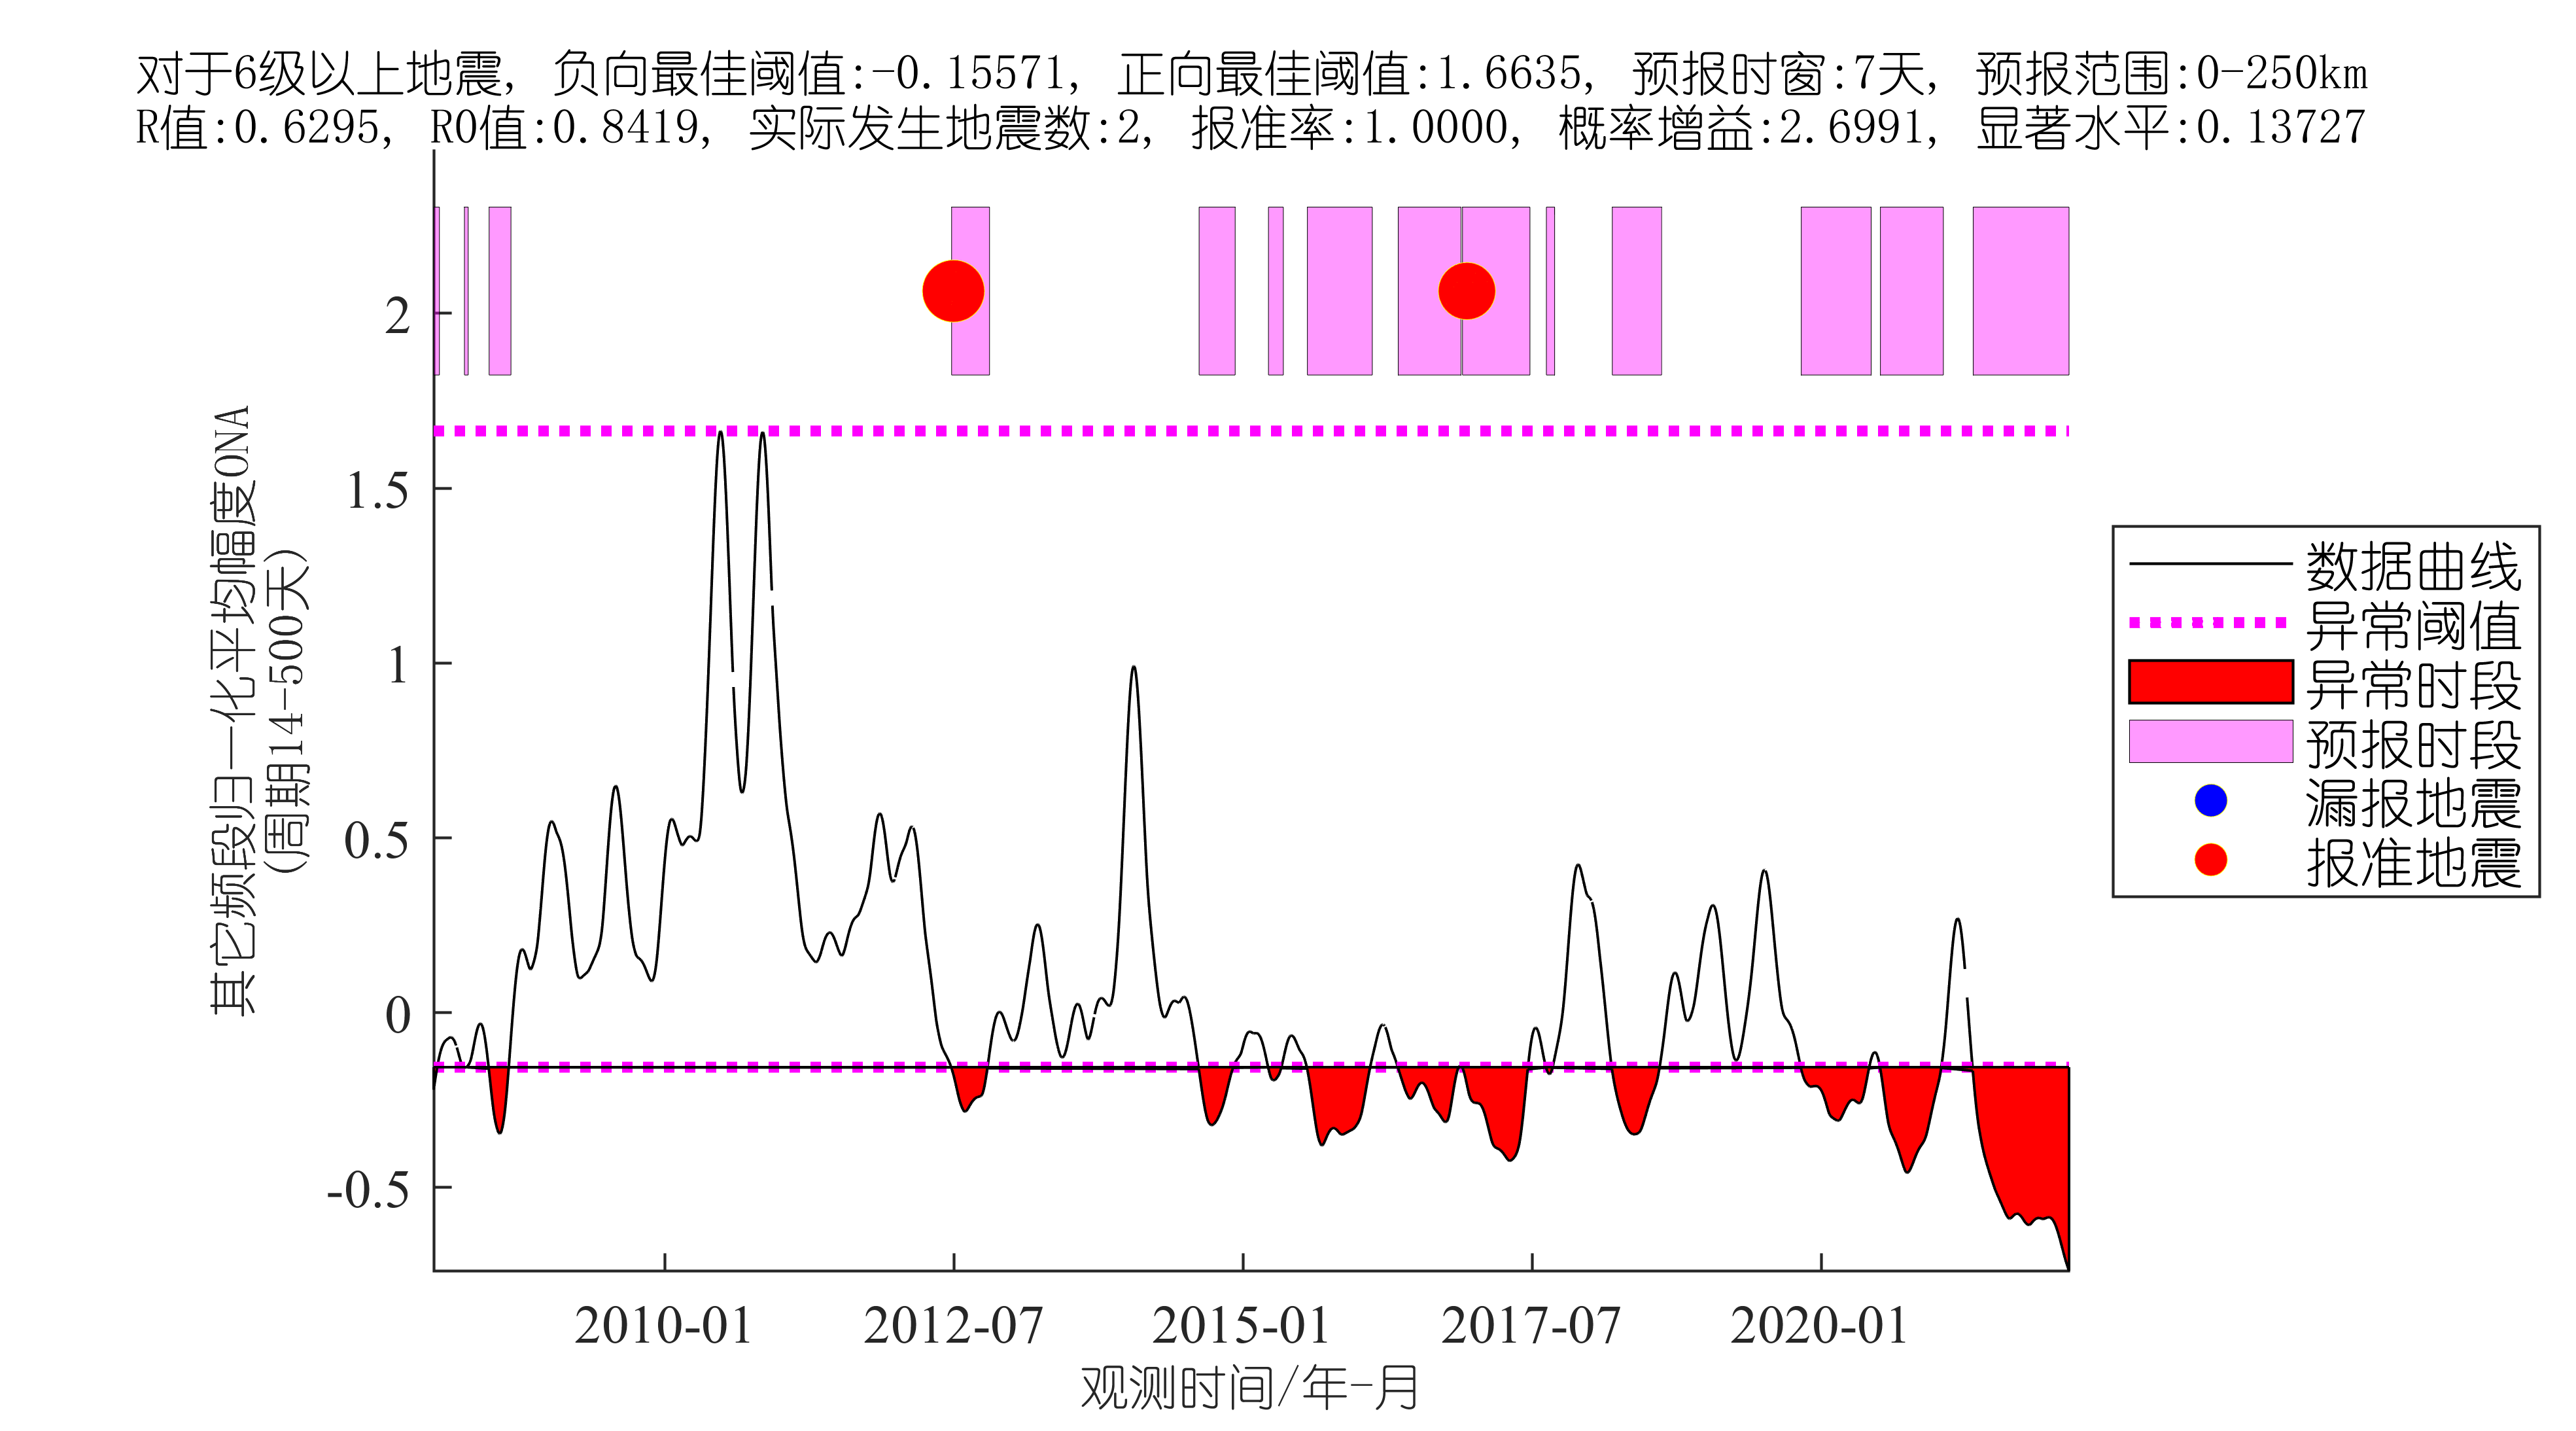 对于6级以上地震, 负向最佳阈值:-0.15571, 正向最佳阈值:1.6635, 预报时窗:7天, 预报范围:0-250km
R值:0.6295, R0值:0.8419, 实际发生地震数:2, 报准率:1.0000, 概率增益:2.6991, 显著水平:0.13727
其它频段归一化平均幅度ONA
(周期14-500天)
2
1.5
1
0.5
0
-0.5
2010-01
2012-07
2015-01
2017-07
2020-01
观测时间/年-月
数据曲线
异常阈值
异常时段
预报时段
漏报地震
报准地震